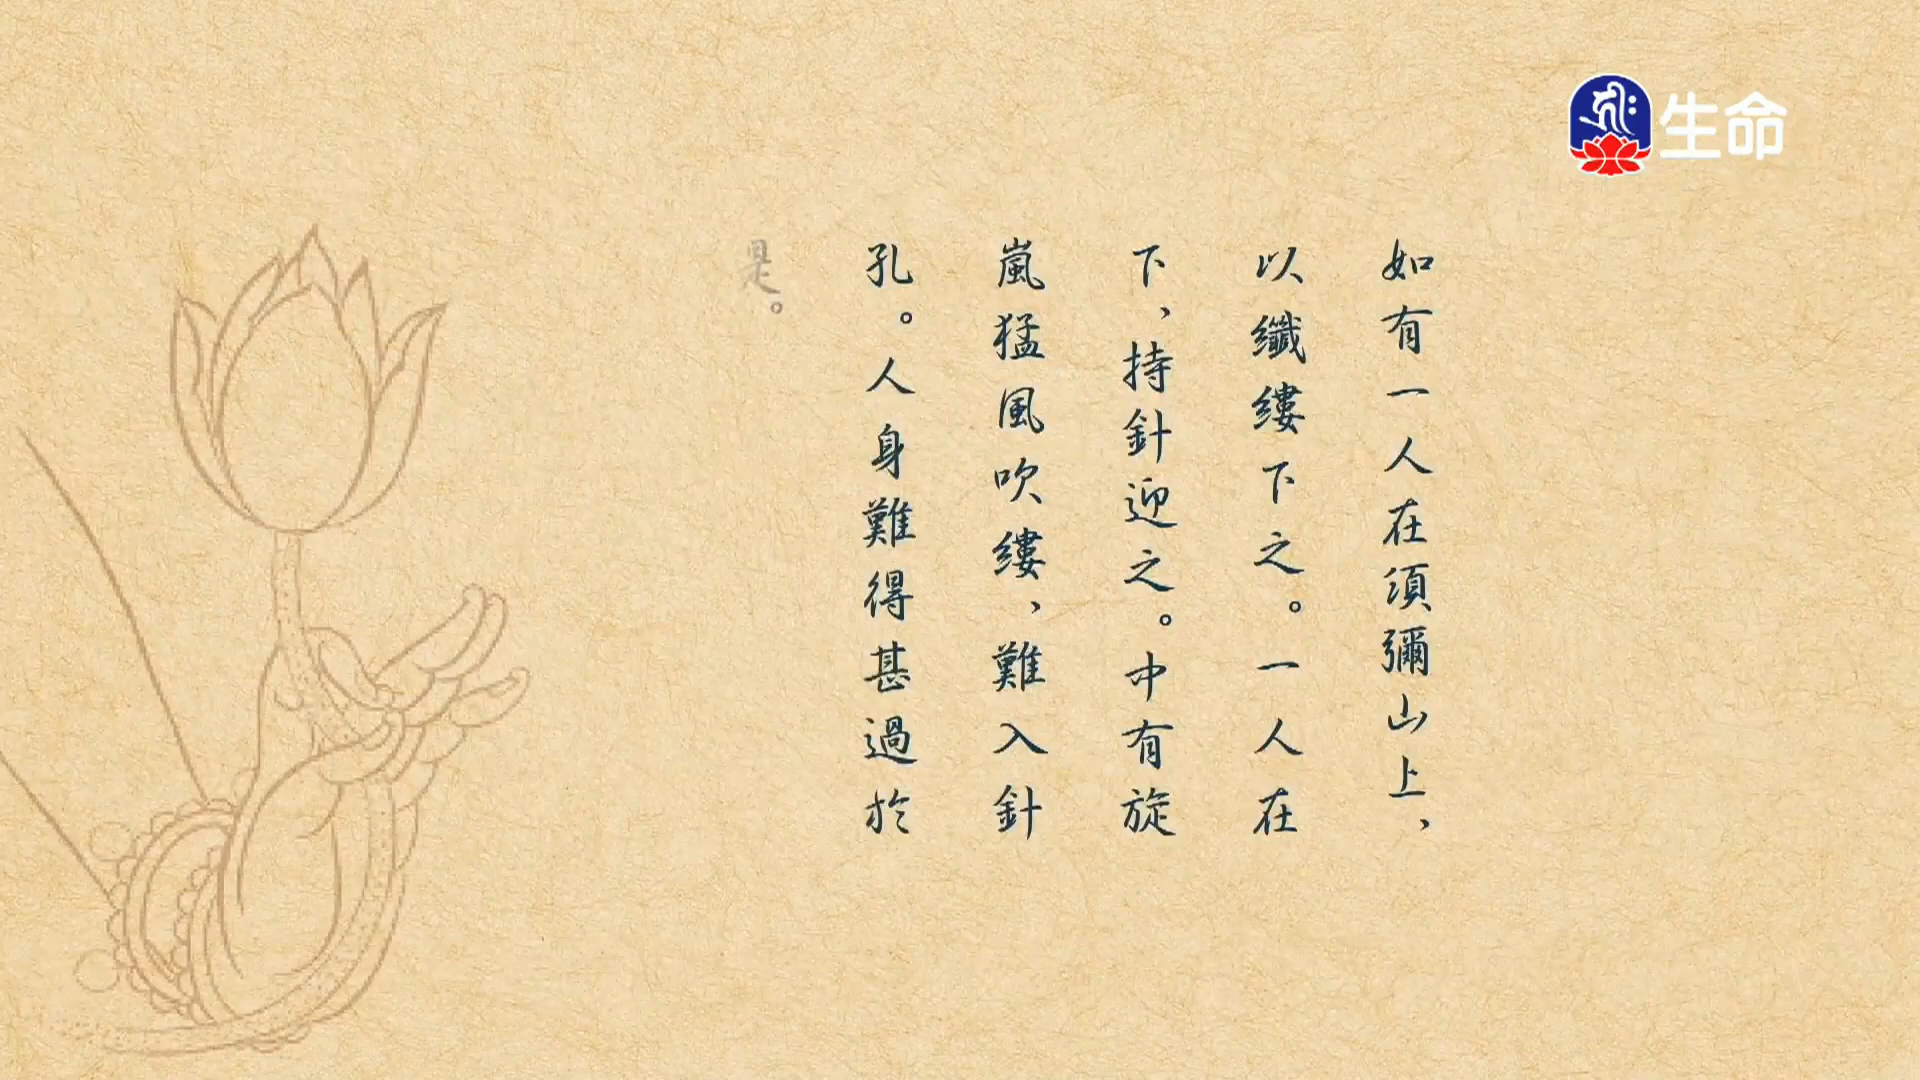 生命
如有一人在須彌山上，
以纖縷下之。一人在
下、持針迎之。中有旋
嵐猛風吹縷，難入針
孔。人身難得甚過於
是。